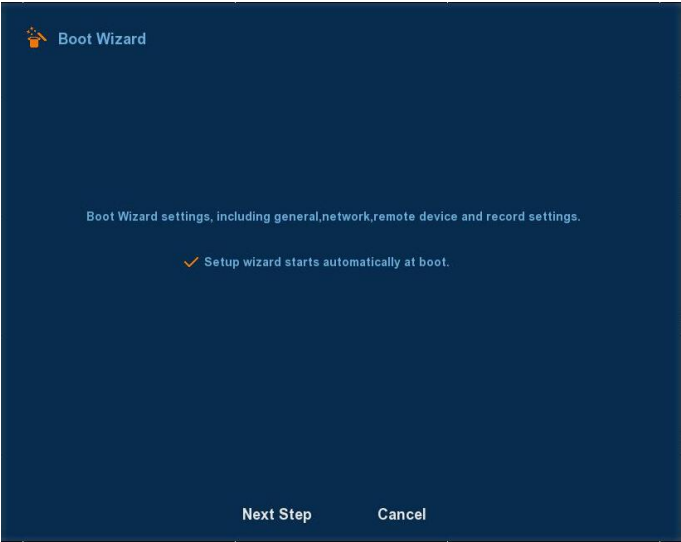 Boot Wizard
Boot Wizard settings, including general,network,remote device and record settings.
Setup wizard starts automatically at boot.
Next Step Cancel